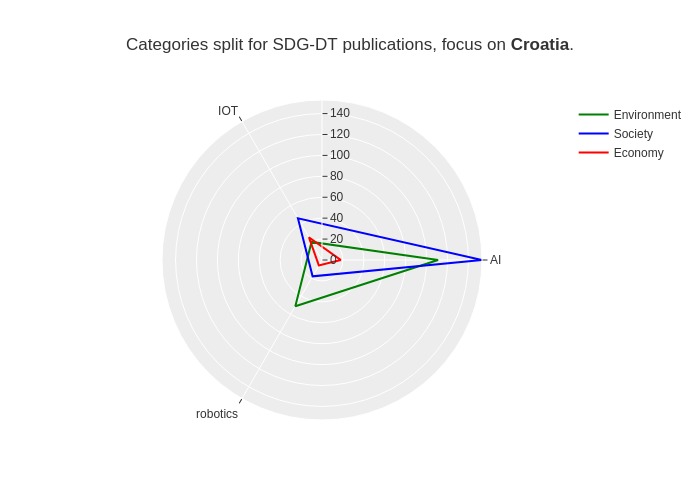 Categories split for SDG-DT publications, focus on Croatia.
IOT
140
120
100
80
60
40
20
0
AI
robotics
Environment
Society
Economy